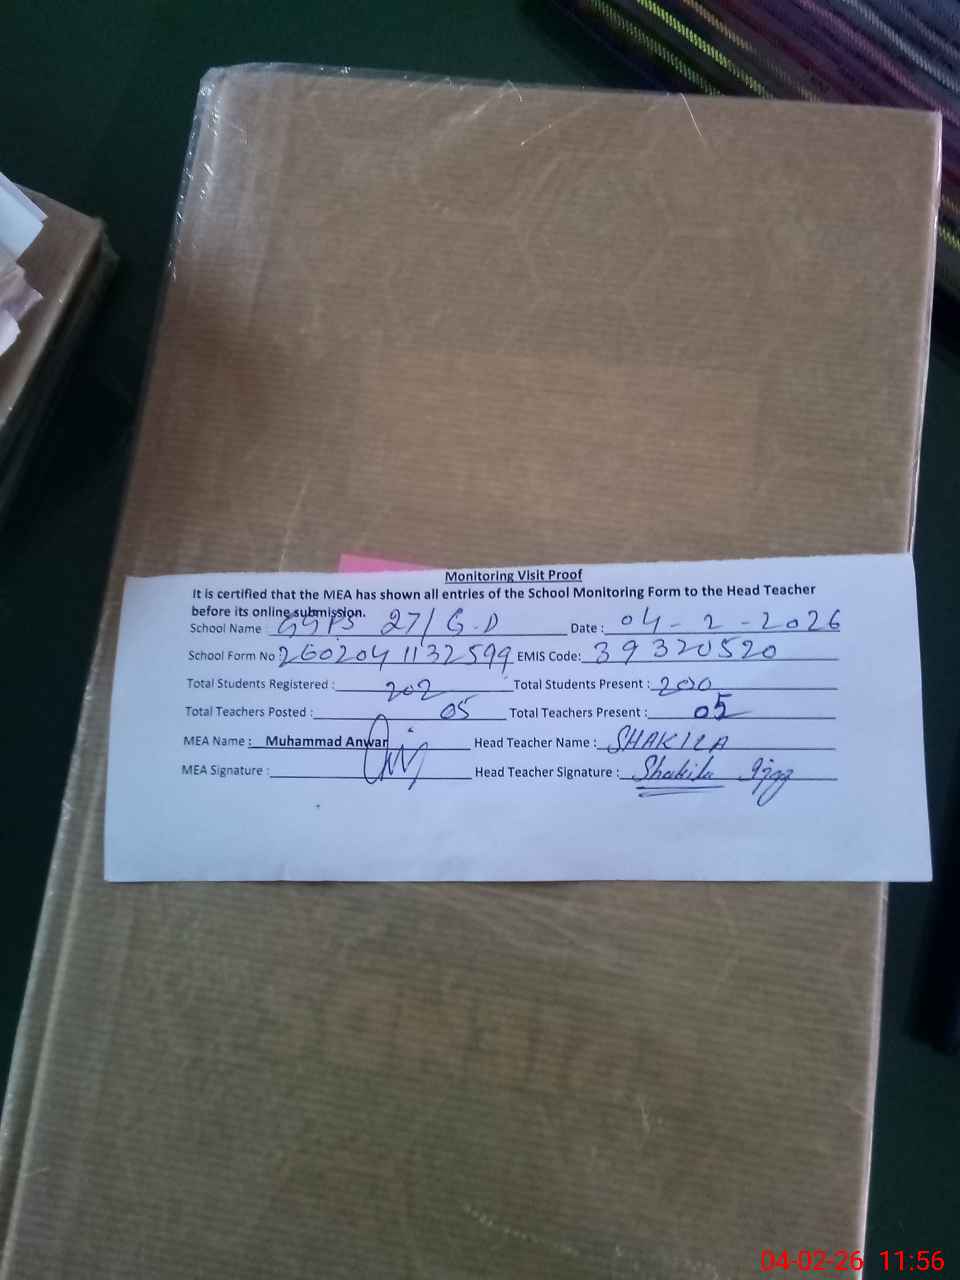 Monitoring Visit Proof
It is certified that the MEA has shown all entries of the School Monitoring Form to the Head Teacher
before its online submission.
School Name GGPS 27/G.D Date : 04-2-2026
School Form No : 2602041132599 EMIS Code: 39320520
Total Students Registered : 202 Total Students Present : 200
Total Teachers Posted : 05 Total Teachers Present : 05
MEA Name : Muhammad Anwar Head Teacher Name : SHAKILA
MEA Signature : Head Teacher Signature : Shakila
04-02-26 11:56